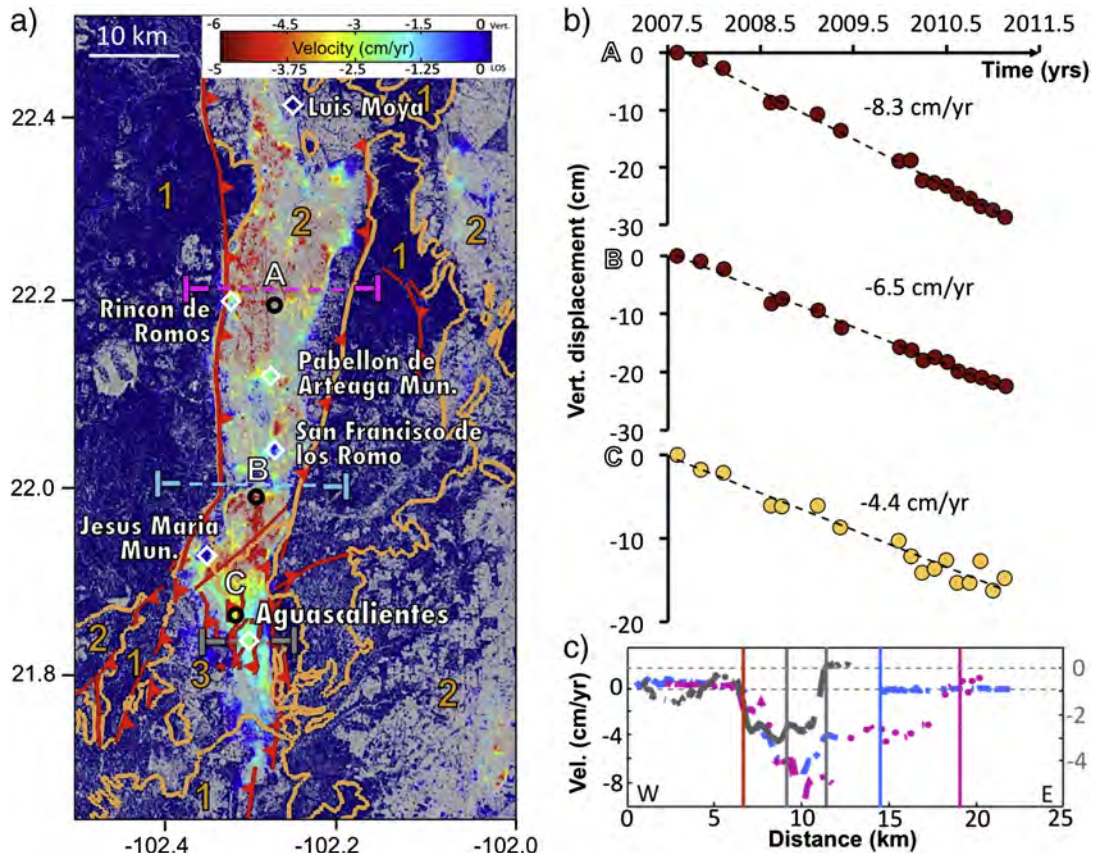 a)
10 km
-6 -4.5 -3 -1.5 0 Vert.
Velocity (cm/yr)
-5 -3.75 -2.5 -1.25 0 LOS
Luis Moya
1
22.4
1
2
2
1
A
22.2
Rincon de
Romos
Pabellon de
Arteaga Mun.
San Francisco de
los Romo
B
22.0
Jesus Maria
Mun.
C
Aguascalientes
2
1
3
21.8
2
1
-102.4 -102.2 -102.0
b)
2007.5 2008.5 2009.5 2010.5 2011.5
A
Time (yrs)
0
-8.3 cm/yr
-10
-20
-30
B
0
-6.5 cm/yr
-10
-20
-30
C
0
-4.4 cm/yr
-10
-20
Vert. displacement (cm)
c)
0
0
-4
-8
Vel. (cm/yr)
0
-2
-4
W E
0 5 10 15 20 25
Distance (km)